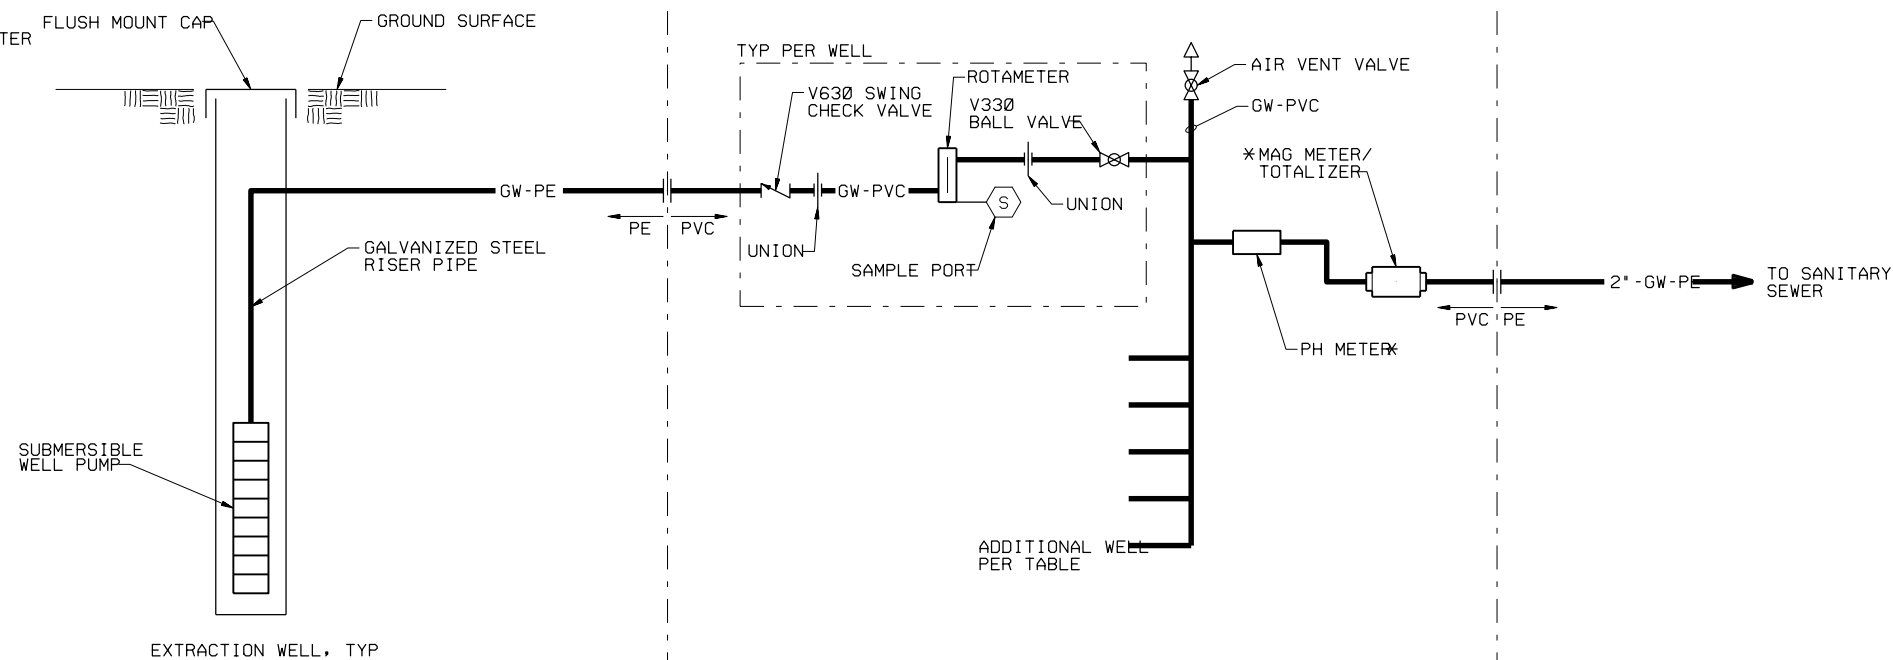 TER
FLUSH MOUNT CAP
GROUND SURFACE
TYP PER WELL
ROTAMETER
V630 SWING
CHECK VALVE
V330
BALL VALVE
AIR VENT VALVE
GW-PVC
*MAG METER/
TOTALIZER
GW-PE
GW-PVC
S
UNION
PE PVC
UNION
SAMPLE PORT
GALVANIZED STEEL
RISER PIPE
2"-GW-PE
TO SANITARY
SEWER
PVC PE
PH METER*
SUBMERSIBLE
WELL PUMP
ADDITIONAL WELL
PER TABLE
EXTRACTION WELL, TYP